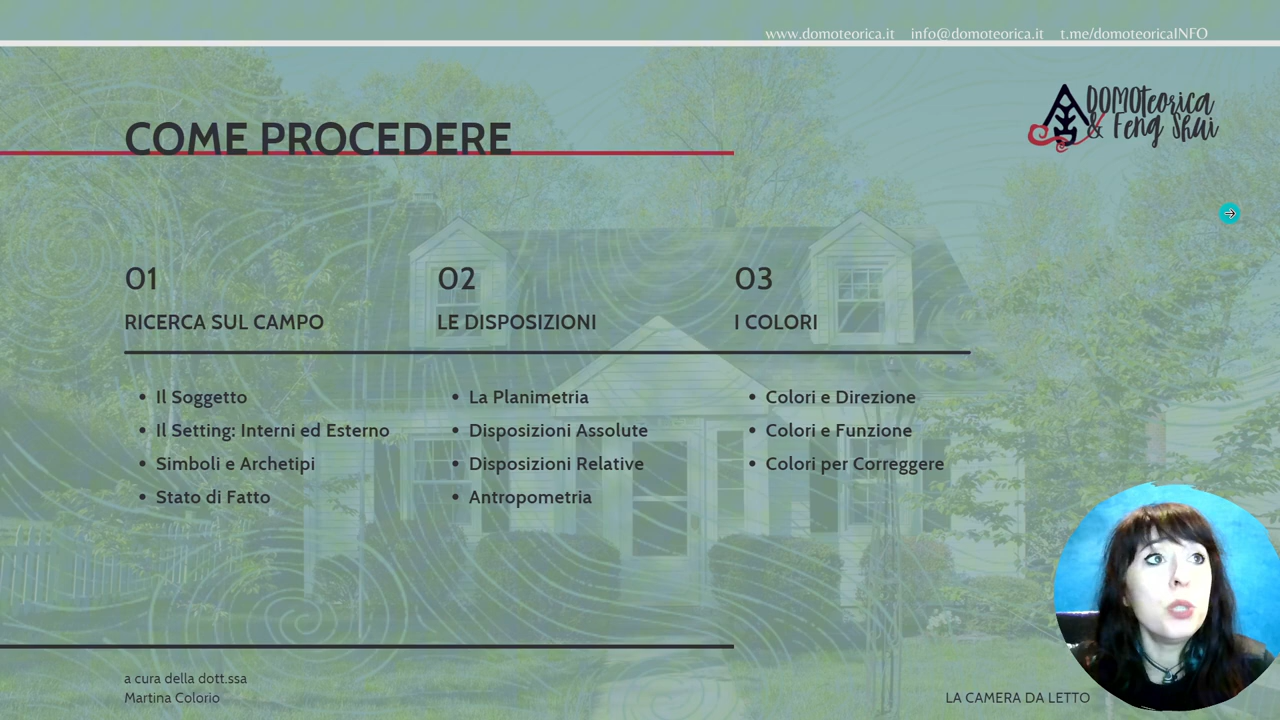 www.domoteorica.it info@domoteorica.it t.me/domoteoricaINFO
DOMOteorica
& Feng Shui
COME PROCEDERE
01
RICERCA SUL CAMPO
• Il Soggetto
• Il Setting: Interni ed Esterno
• Simboli e Archetipi
• Stato di Fatto
02
LE DISPOSIZIONI
• La Planimetria
• Disposizioni Assolute
• Disposizioni Relative
• Antropometria
03
I COLORI
• Colori e Direzione
• Colori e Funzione
• Colori per Correggere
a cura della dott.ssa
Martina Colorio
LA CAMERA DA LETTO